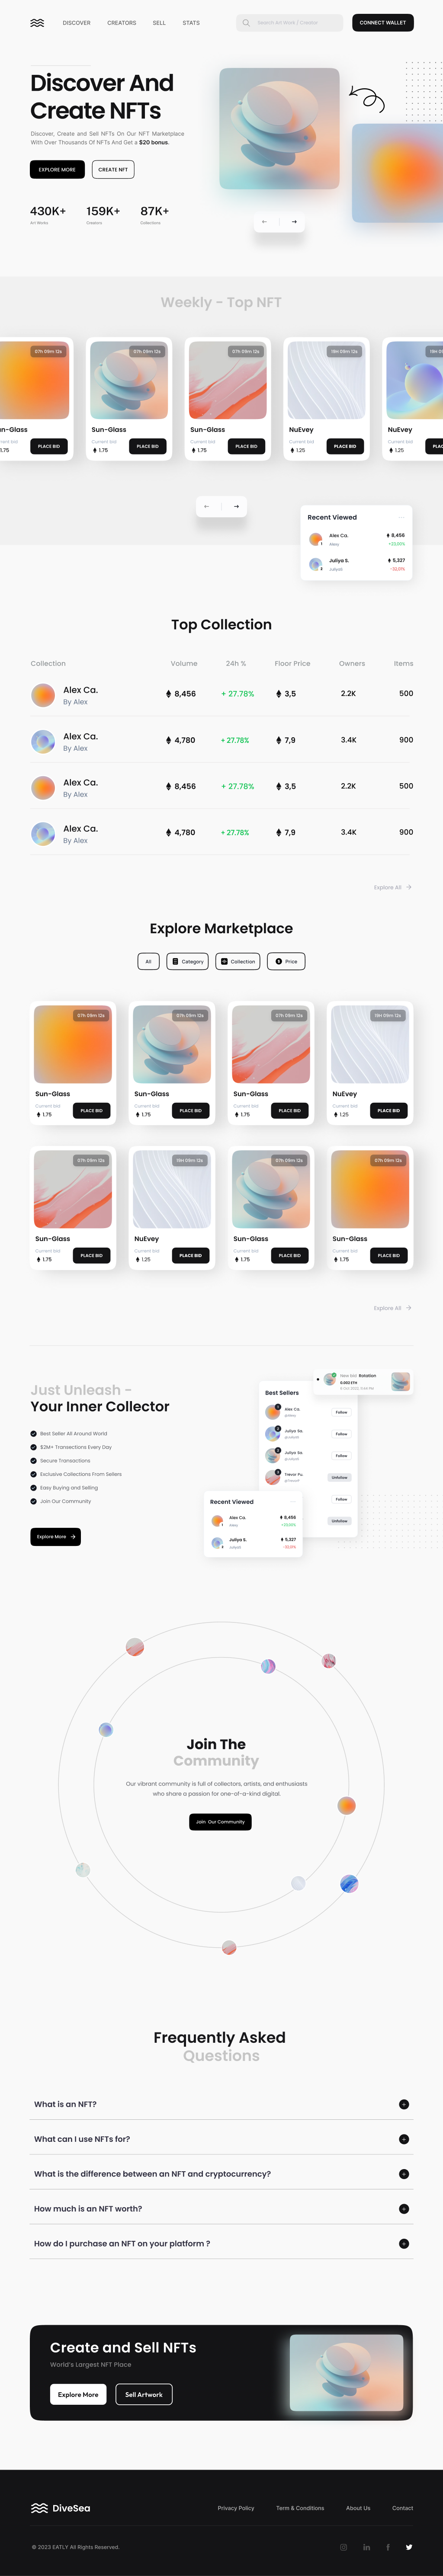 DISCOVER CREATORS SELL STATS
Search Art Work / Creator
CONNECT WALLET
Discover And
Create NFTs
Discover, Create and Sell NFTs On Our NFT Marketplace
With Over Thousands Of NFTs And Get a $20 bonus.
EXPLORE MORE CREATE NFT
430K+ 159K+ 87K+
Art Works Creators Collections
Weekly - Top NFT
07h 09m 12s 07h 09m 12s 07h 09m 12s 19H 09m 12s 19H 09
un-Glass Sun-Glass Sun-Glass NuEvey NuEvey
rrent bid Current bid Current bid Current bid Current bid
1.75 1.75 1.75 1.25 1.25
PLACE BID PLACE BID PLACE BID PLACE BID PLAC
Recent Viewed
Alex Ca. 8,456
1 Alexy +23,00%
Juliya S. 5,327
2 JuliyaS -32,01%
Top Collection
Collection Volume 24h % Floor Price Owners Items
Alex Ca.
By Alex
8,456 + 27.78% 3,5 2.2K 500
Alex Ca.
By Alex
4,780 + 27.78% 7,9 3.4K 900
Alex Ca.
By Alex
8,456 + 27.78% 3,5 2.2K 500
Alex Ca.
By Alex
4,780 + 27.78% 7,9 3.4K 900
Explore All
Explore Marketplace
All Category Collection Price
07h 09m 12s 07h 09m 12s 07h 09m 12s 19H 09m 12s
Sun-Glass Sun-Glass Sun-Glass NuEvey
Current bid Current bid Current bid Current bid
1.75 PLACE BID 1.75 PLACE BID 1.75 PLACE BID 1.25 PLACE BID
07h 09m 12s 19H 09m 12s 07h 09m 12s 07h 09m 12s
Sun-Glass NuEvey Sun-Glass Sun-Glass
Current bid Current bid Current bid Current bid
1.75 PLACE BID 1.25 PLACE BID 1.75 PLACE BID 1.75 PLACE BID
Explore All
Just Unleash -
Your Inner Collector
Best Seller All Around World
$2M+ Transections Every Day
Secure Transactions
Exclusive Collections From Sellers
Easy Buying and Selling
Join Our Community
Explore More
New bid Rotation
0.002 ETH
Best Sellers
Alex Ca. Follow
Juliya Sa. Follow
Juliya Sa. Follow
Trevor Fu. Unfollow
Follow
Unfollow
Recent Viewed
Alex Ca. 8,456
Alexy +23,00%
Juliya S. 5,327
JuliyaS -32,01%
Join The
Community
Our vibrant community is full of collectors, artists, and enthusiasts
who share a passion for one-of-a-kind digital.
Join Our Community
Frequently Asked
Questions
What is an NFT?
What can I use NFTs for?
What is the difference between an NFT and cryptocurrency?
How much is an NFT worth?
How do I purchase an NFT on your platform ?
Create and Sell NFTs
World's Largest NFT Place
Explore More Sell Artwork
DiveSea
Privacy Policy Term & Conditions About Us Contact
© 2023 EATLY All Rights Reserved.